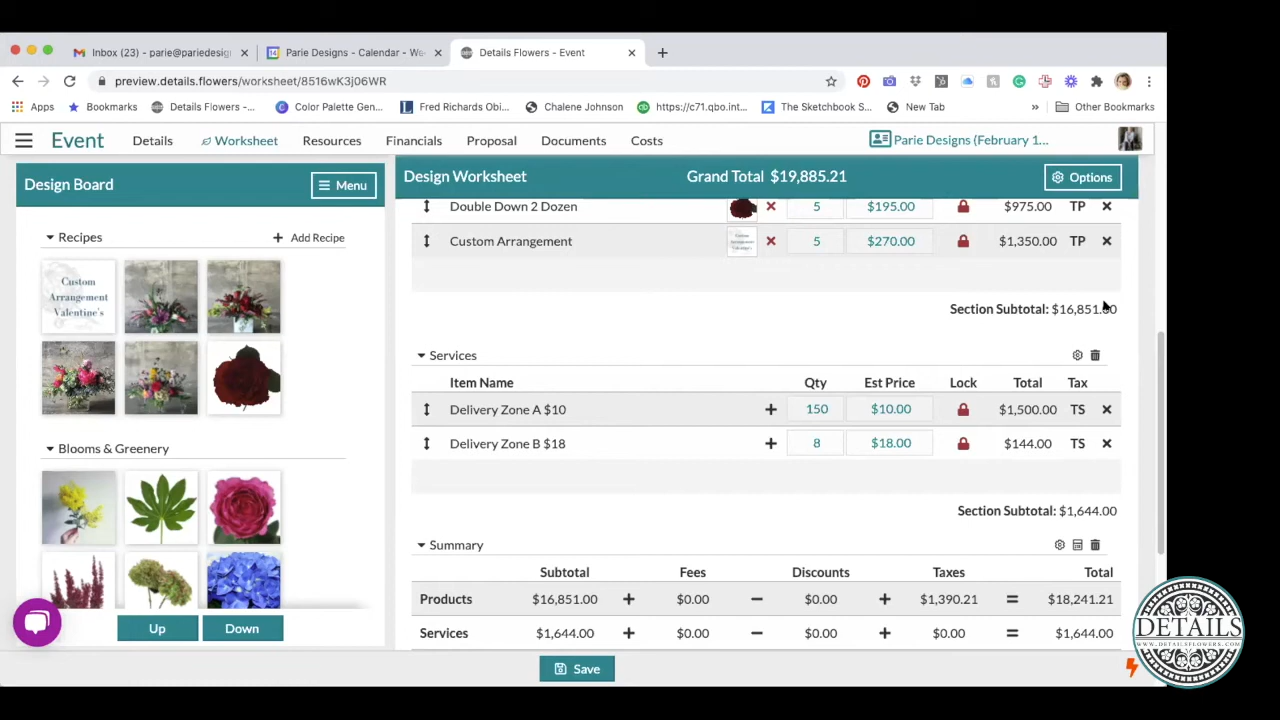 Inbox (23) - parie@pariedesig
Parie Designs - Calendar - We
Details Flowers - Event
preview.details.flowers/worksheet/8516wK3j06WR
Apps
Bookmarks
Details Flowers -...
Color Palette Gen...
Fred Richards Obi...
Chalene Johnson
https://c71.qbo.int...
The Sketchbook S...
New Tab
»
Other Bookmarks
Event
Details
Worksheet
Resources
Financials
Proposal
Documents
Costs
Parie Designs (February 1...
Design Board
Menu
Recipes
+ Add Recipe
Custom
Arrangement
Valentine's
Blooms & Greenery
Up
Down
Design Worksheet
Grand Total $19,885.21
Options
Double Down 2 Dozen 5 $195.00 $975.00 TP
Custom Arrangement 5 $270.00 $1,350.00 TP
Section Subtotal: $16,851.00
Services
Item Name Qty Est Price Lock Total Tax
Delivery Zone A $10 + 150 $10.00 $1,500.00 TS
Delivery Zone B $18 + 8 $18.00 $144.00 TS
Section Subtotal: $1,644.00
Summary
Subtotal Fees Discounts Taxes Total
Products $16,851.00 + $0.00 − $0.00 + $1,390.21 = $18,241.21
Services $1,644.00 + $0.00 − $0.00 + $0.00 = $1,644.00
Save
DETAILS
WWW.DETAILSFLOWERS.COM